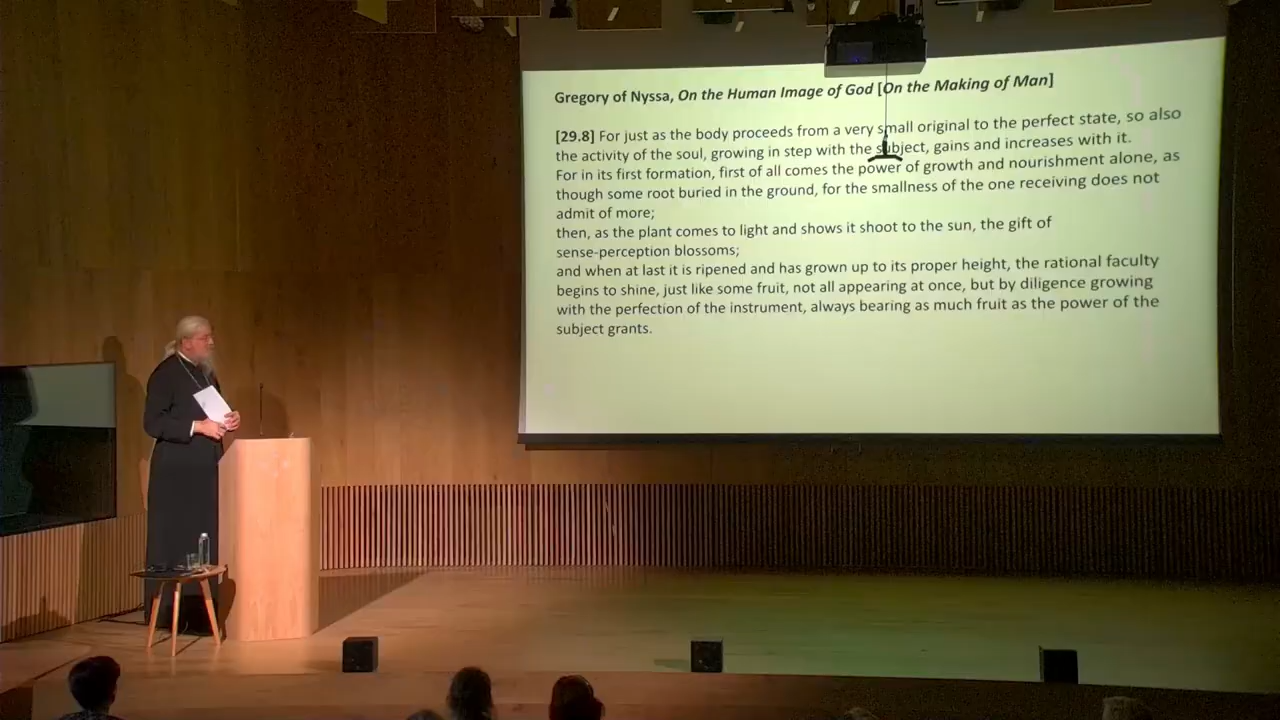 Gregory of Nyssa, On the Human Image of God [On the Making of Man]
[29.8] For just as the body proceeds from a very small original to the perfect state, so also
the activity of the soul, growing in step with the subject, gains and increases with it.
For in its first formation, first of all comes the power of growth and nourishment alone, as
though some root buried in the ground, for the smallness of the one receiving does not
admit of more;
then, as the plant comes to light and shows it shoot to the sun, the gift of
sense-perception blossoms;
and when at last it is ripened and has grown up to its proper height, the rational faculty
begins to shine, just like some fruit, not all appearing at once, but by diligence growing
with the perfection of the instrument, always bearing as much fruit as the power of the
subject grants.